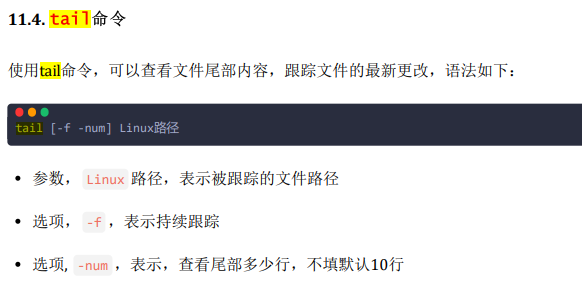 11.4. tail命令
使用tail命令，可以查看文件尾部内容，跟踪文件的最新更改，语法如下：
tail [-f -num] Linux路径
• 参数， Linux 路径，表示被跟踪的文件路径
• 选项， -f ，表示持续跟踪
• 选项, -num ，表示，查看尾部多少行，不填默认10行